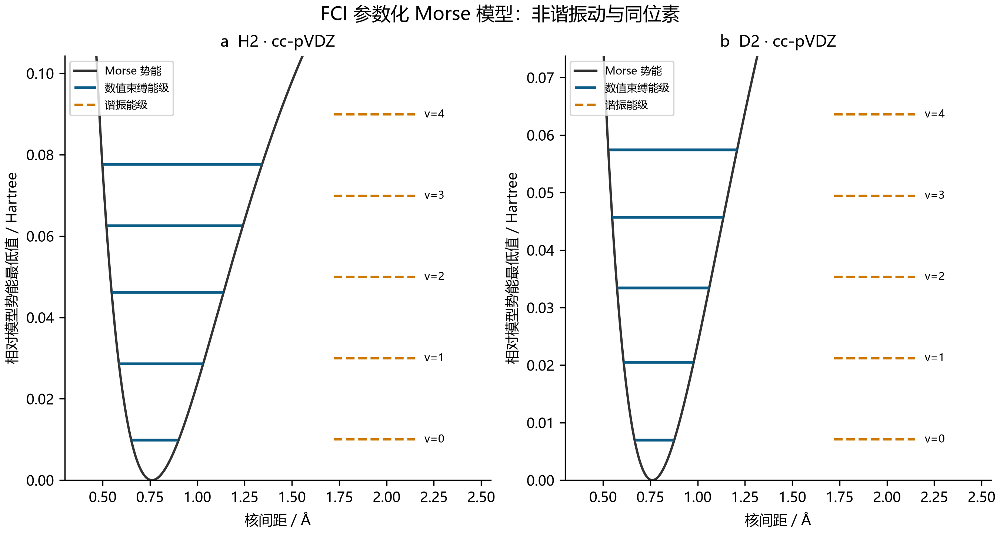 FCI 参数化 Morse 模型：非谐振动与同位素
a  H2 · cc-pVDZ
Morse 势能
数值束缚能级
谐振能级
0.10
0.08
0.06
0.04
0.02
0.00
相对模型势能最低值 / Hartree
v=4
v=3
v=2
v=1
v=0
0.50 0.75 1.00 1.25 1.50 1.75 2.00 2.25 2.50
核间距 / Å
b  D2 · cc-pVDZ
Morse 势能
数值束缚能级
谐振能级
0.07
0.06
0.05
0.04
0.03
0.02
0.01
0.00
相对模型势能最低值 / Hartree
v=4
v=3
v=2
v=1
v=0
0.50 0.75 1.00 1.25 1.50 1.75 2.00 2.25 2.50
核间距 / Å